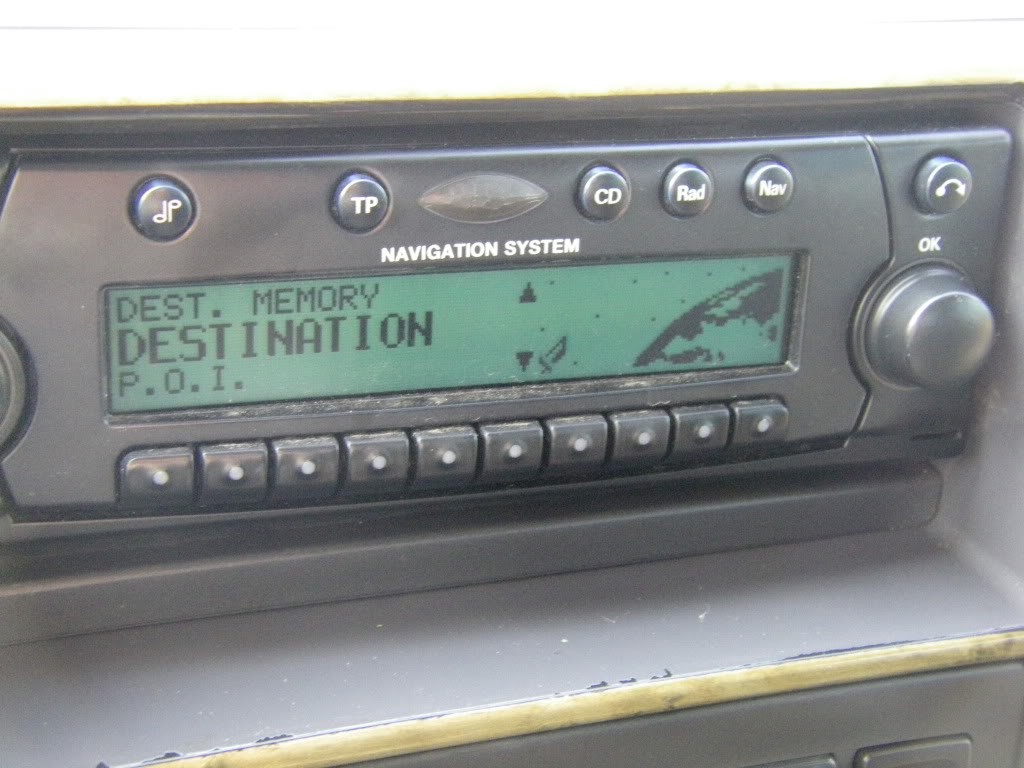 TP
CD
Rad
Nav
NAVIGATION SYSTEM
OK
DEST. MEMORY
DESTINATION
P.O.I.